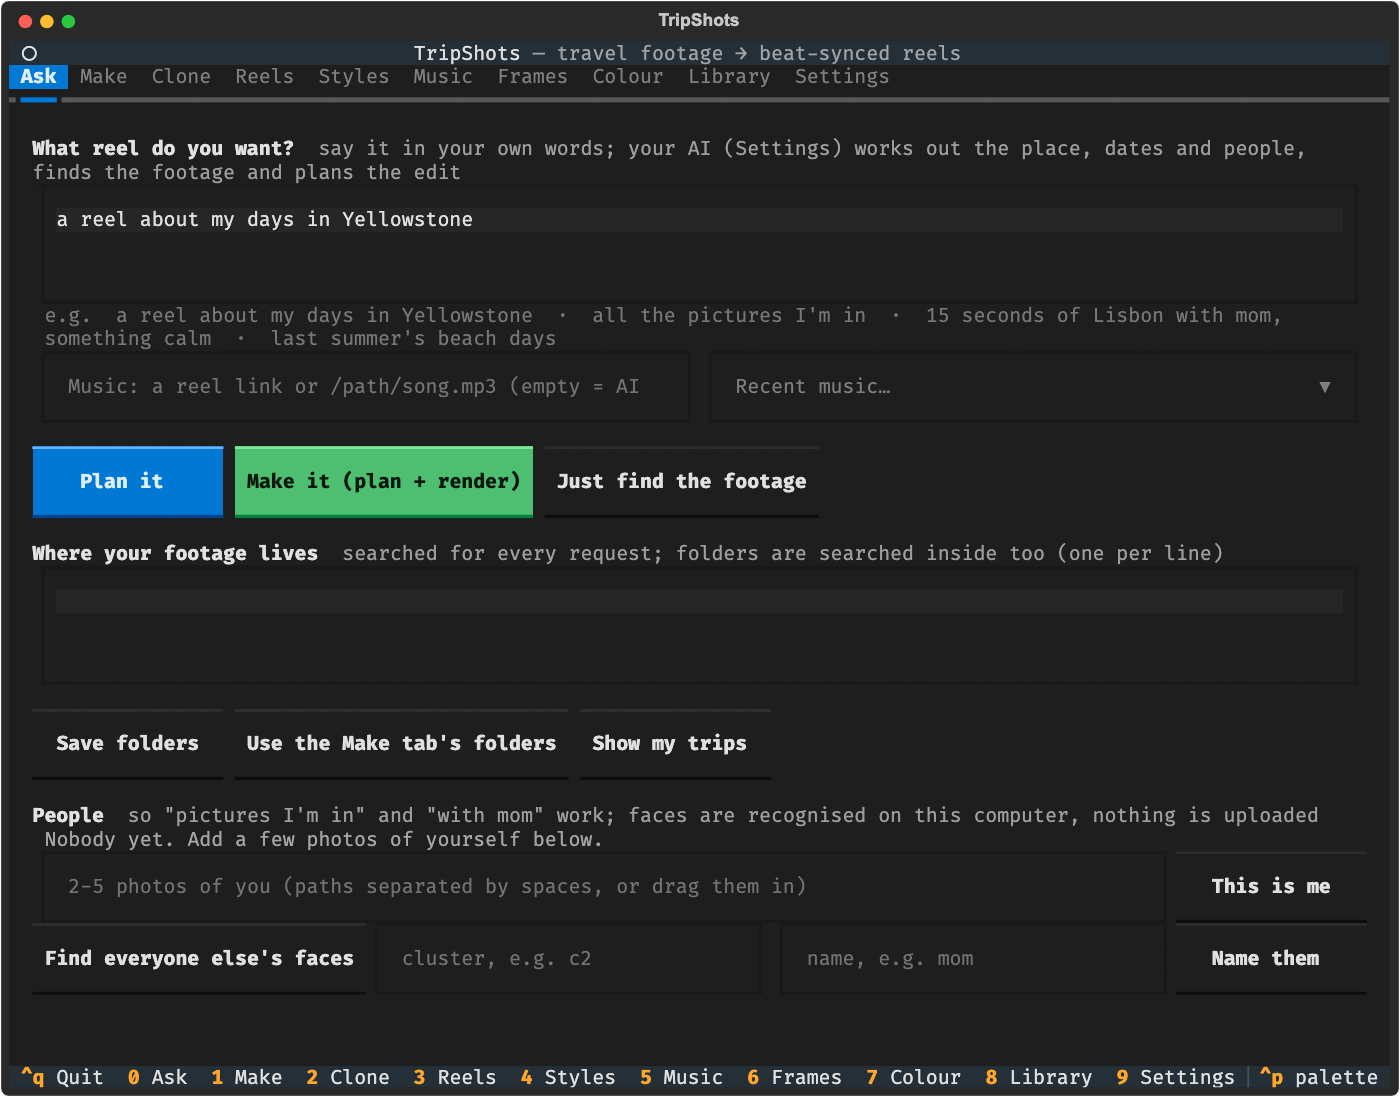 TripShots
TripShots — travel footage → beat-synced reels
Ask Make Clone Reels Styles Music Frames Colour Library Settings
What reel do you want? say it in your own words; your AI (Settings) works out the place, dates and people,
finds the footage and plans the edit
a reel about my days in Yellowstone
e.g. a reel about my days in Yellowstone · all the pictures I'm in · 15 seconds of Lisbon with mom,
something calm · last summer's beach days
Music: a reel link or /path/song.mp3 (empty = AI
Recent music… ▼
Plan it
Make it (plan + render)
Just find the footage
Where your footage lives searched for every request; folders are searched inside too (one per line)
Save folders
Use the Make tab's folders
Show my trips
People so "pictures I'm in" and "with mom" work; faces are recognised on this computer, nothing is uploaded
Nobody yet. Add a few photos of yourself below.
2-5 photos of you (paths separated by spaces, or drag them in)
This is me
Find everyone else's faces
cluster, e.g. c2
name, e.g. mom
Name them
^q Quit 0 Ask 1 Make 2 Clone 3 Reels 4 Styles 5 Music 6 Frames 7 Colour 8 Library 9 Settings ^p palette